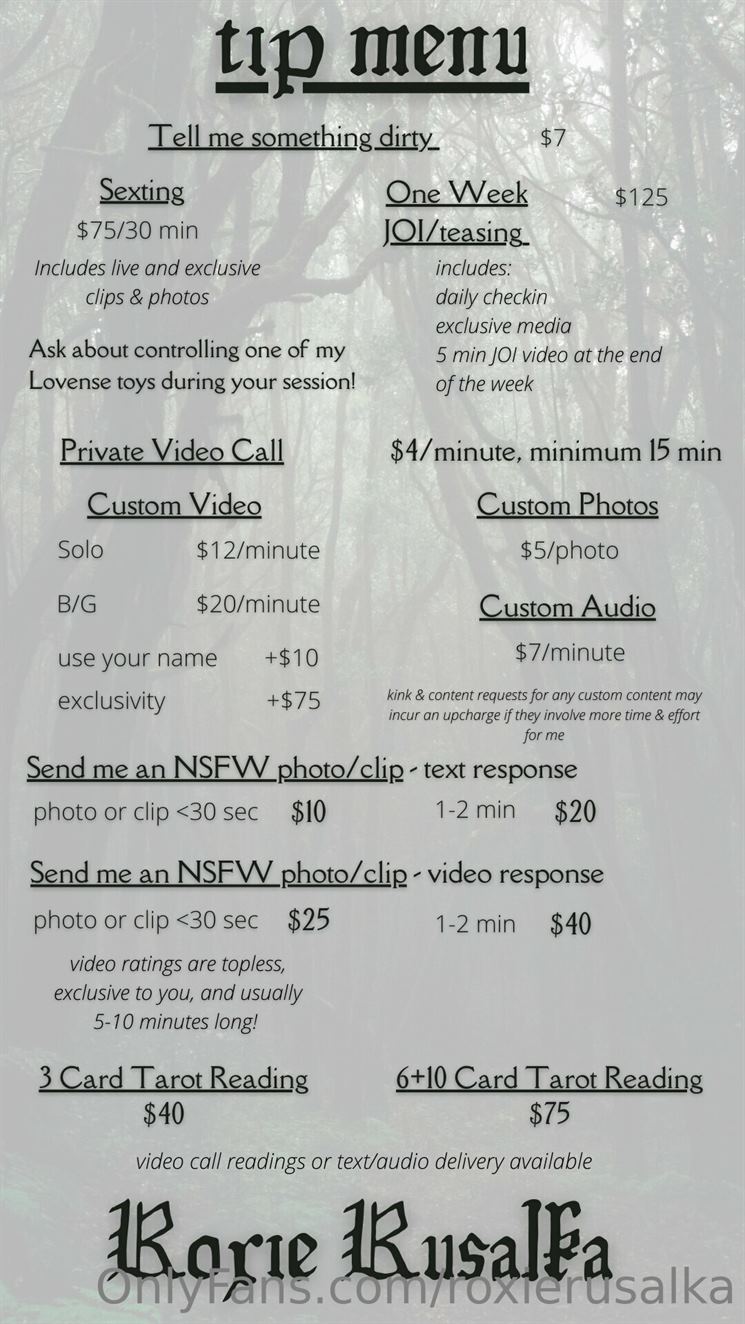 tip menu
Tell me something dirty $7
Sexting
$75/30 min
Includes live and exclusive
clips & photos
Ask about controlling one of my
Lovense toys during your session!
One Week $125
JOI/teasing
includes:
daily checkin
exclusive media
5 min JOI video at the end
of the week
Private Video Call $4/minute, minimum 15 min
Custom Video
Solo $12/minute
B/G $20/minute
use your name +$10
exclusivity +$75
Custom Photos
$5/photo
Custom Audio
$7/minute
kink & content requests for any custom content may
incur an upcharge if they involve more time & effort
for me
Send me an NSFW photo/clip - text response
photo or clip <30 sec $10 1-2 min $20
Send me an NSFW photo/clip - video response
photo or clip <30 sec $25 1-2 min $40
video ratings are topless,
exclusive to you, and usually
5-10 minutes long!
3 Card Tarot Reading
$40
6+10 Card Tarot Reading
$75
video call readings or text/audio delivery available
Roxie Rusalka
OnlyFans.com/roxierusalka